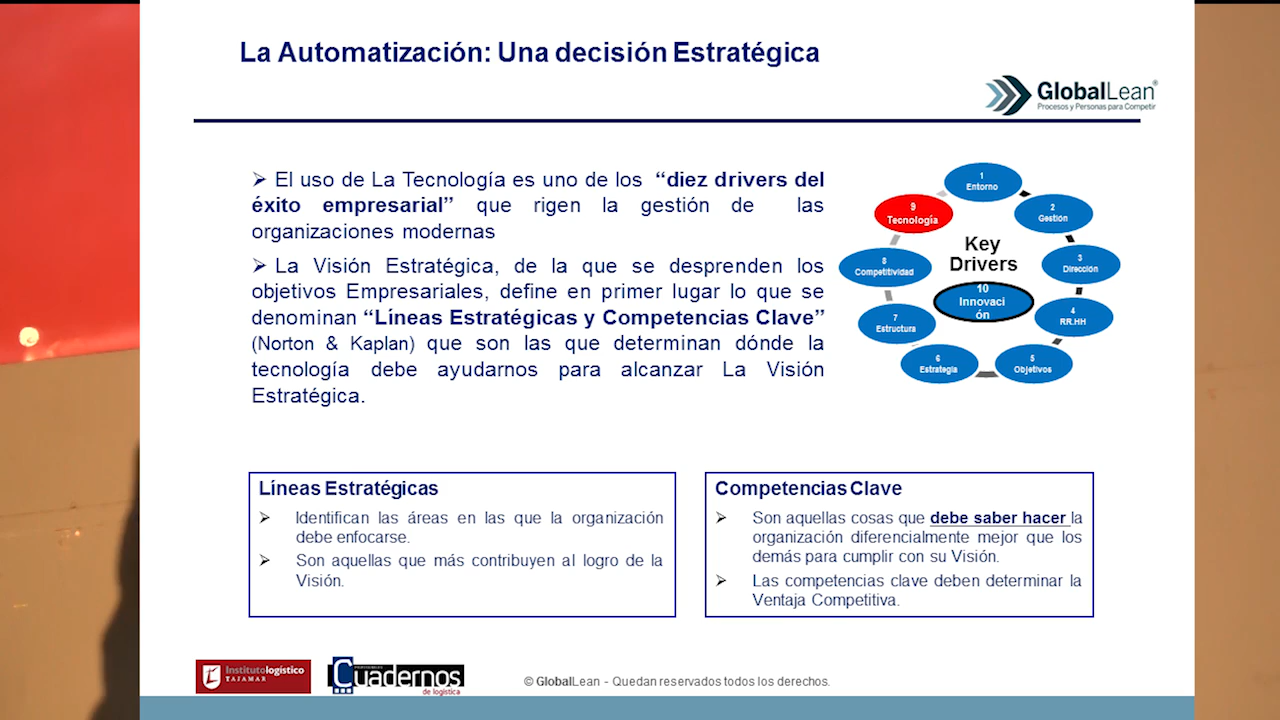 La Automatización: Una decisión Estratégica
GlobalLean®
Procesos y Personas para Competir
➢ El uso de La Tecnología es uno de los “diez drivers del
éxito empresarial” que rigen la gestión de las
organizaciones modernas
➢ La Visión Estratégica, de la que se desprenden los
objetivos Empresariales, define en primer lugar lo que se
denominan “Líneas Estratégicas y Competencias Clave”
(Norton & Kaplan) que son las que determinan dónde la
tecnología debe ayudarnos para alcanzar La Visión
Estratégica.
1
Entorno
2
Gestión
3
Dirección
4
RR.HH
5
Objetivos
6
Estrategia
7
Estructura
8
Competitividad
9
Tecnología
Key
Drivers
10
Innovaci
ón
Líneas Estratégicas
➢ Identifican las áreas en las que la organización
debe enfocarse.
➢ Son aquellas que más contribuyen al logro de la
Visión.
Competencias Clave
➢ Son aquellas cosas que debe saber hacer la
organización diferencialmente mejor que los
demás para cumplir con su Visión.
➢ Las competencias clave deben determinar la
Ventaja Competitiva.
Institutologístico
TAJAMAR
Cuadernos
de logística
© GlobalLean - Quedan reservados todos los derechos.